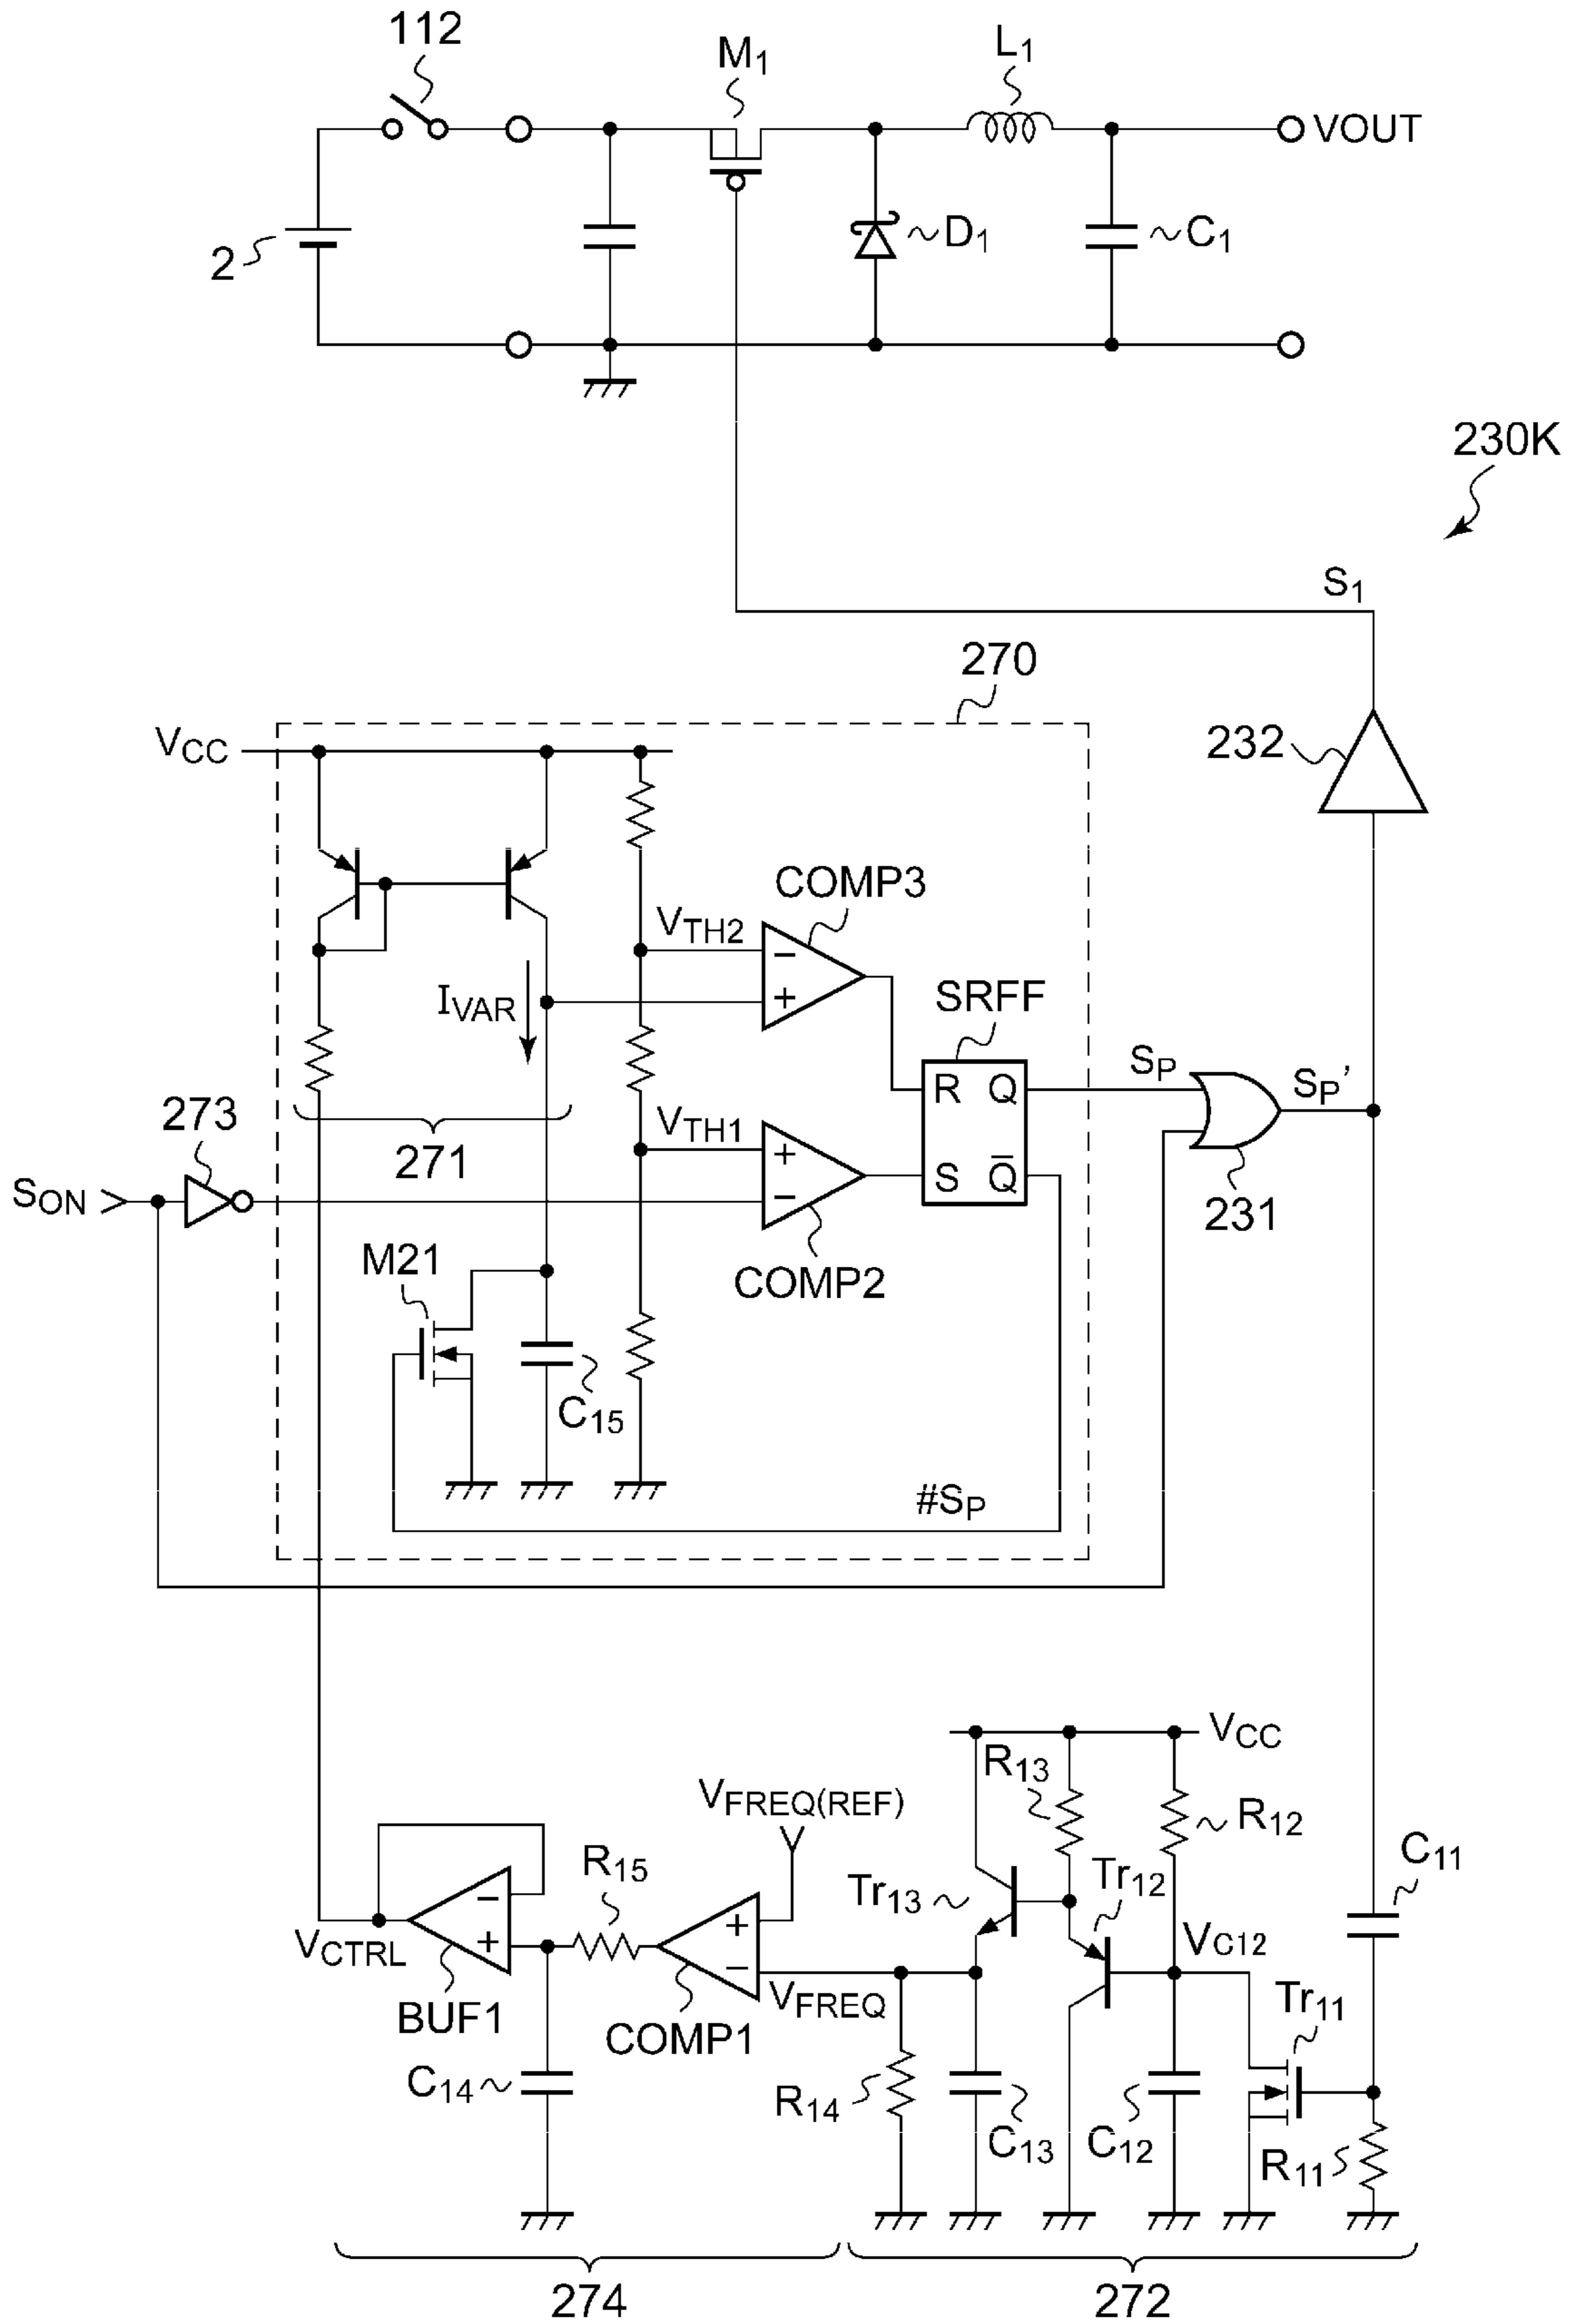 112
M1
L1
VOUT
2
D1
C1
230K
S1
270
VCC
232
COMP3
VTH2
−
+
IVAR
SRFF
R Q
S Q̅
SP
SP’
231
273
271
VTH1
+
−
SON
COMP2
M21
C15
#SP
VCC
R13
R12
VFREQ(REF)
C11
R15
Tr13
Tr12
VC12
VCTRL
−
+
+
−
VFREQ
BUF1
COMP1
Tr11
C14
R14
C13
C12
R11
274
272